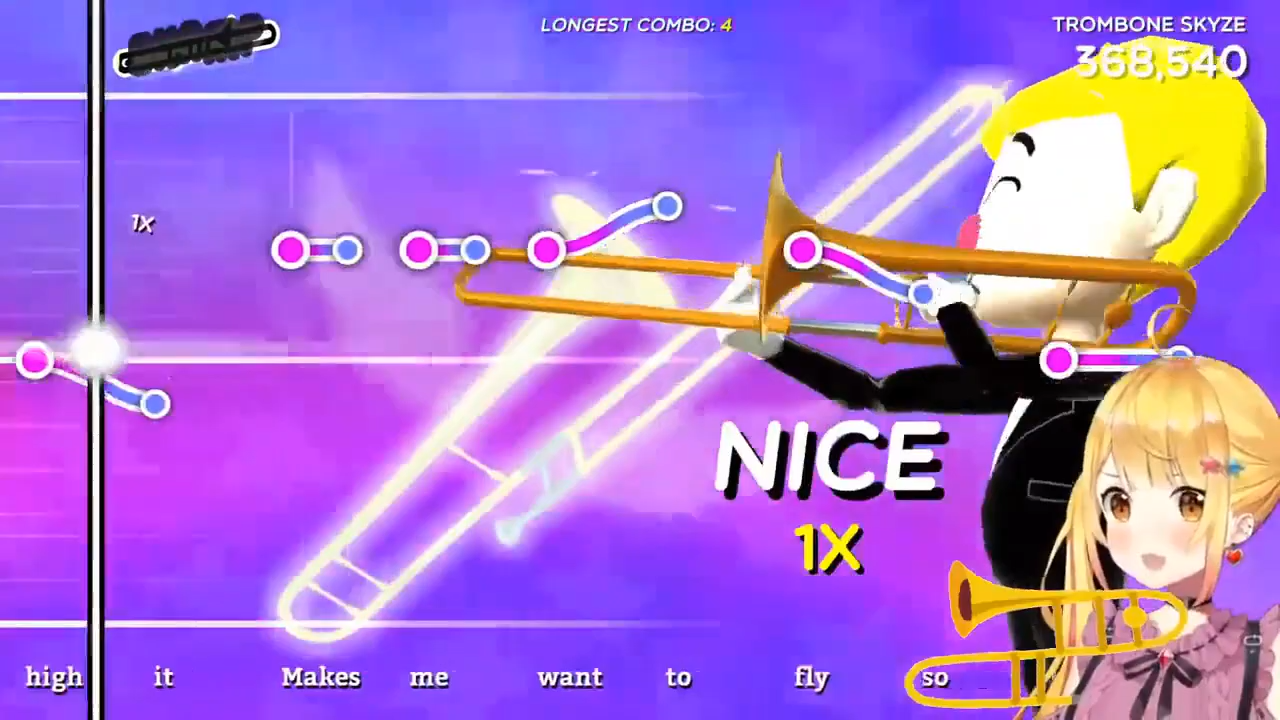 LONGEST COMBO: 4
TROMBONE SKYZE
368,540
1X
NICE
1X
high it Makes me want to fly so